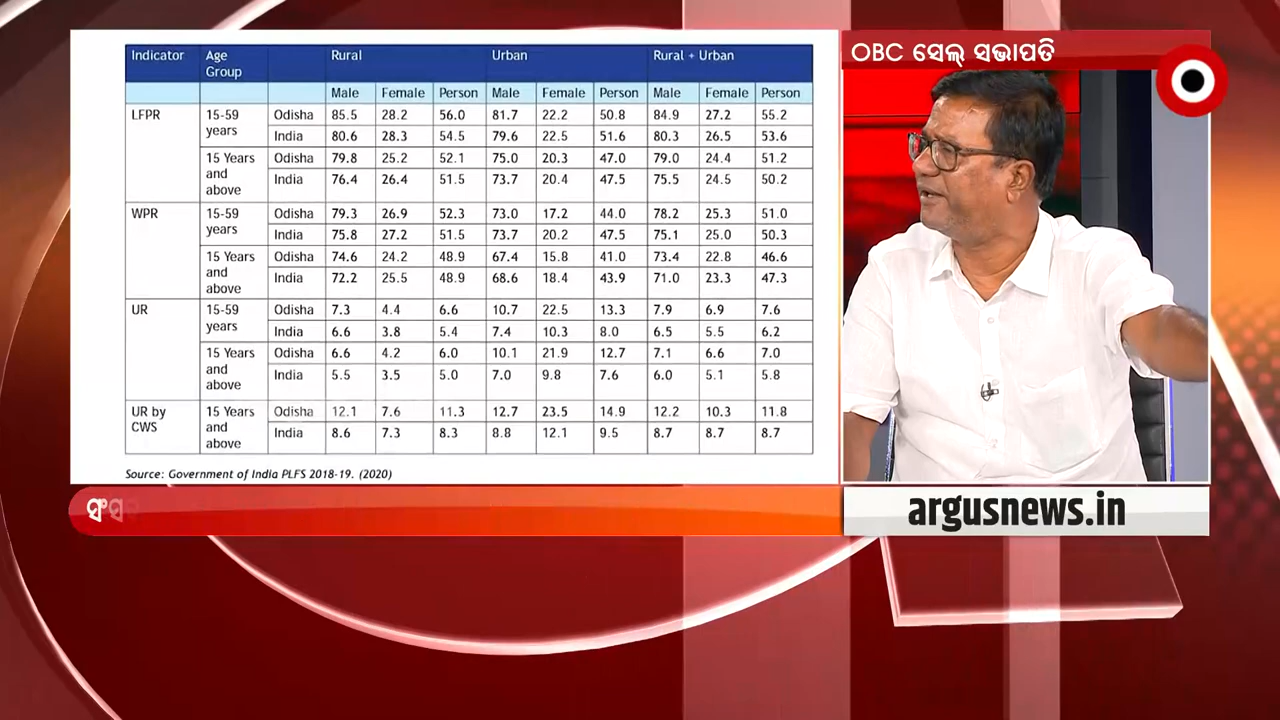 Indicator Age Group Rural Urban Rural + Urban
Male Female Person Male Female Person Male Female Person
LFPR 15-59 years Odisha 85.5 28.2 56.0 81.7 22.2 50.8 84.9 27.2 55.2
India 80.6 28.3 54.5 79.6 22.5 51.6 80.3 26.5 53.6
15 Years and above Odisha 79.8 25.2 52.1 75.0 20.3 47.0 79.0 24.4 51.2
India 76.4 26.4 51.5 73.7 20.4 47.5 75.5 24.5 50.2
WPR 15-59 years Odisha 79.3 26.9 52.3 73.0 17.2 44.0 78.2 25.3 51.0
India 75.8 27.2 51.5 73.7 20.2 47.5 75.1 25.0 50.3
15 Years and above Odisha 74.6 24.2 48.9 67.4 15.8 41.0 73.4 22.8 46.6
India 72.2 25.5 48.9 68.6 18.4 43.9 71.0 23.3 47.3
UR 15-59 years Odisha 7.3 4.4 6.6 10.7 22.5 13.3 7.9 6.9 7.6
India 6.6 3.8 5.4 7.4 10.3 8.0 6.5 5.5 6.2
15 Years and above Odisha 6.6 4.2 6.0 10.1 21.9 12.7 7.1 6.6 7.0
India 5.5 3.5 5.0 7.0 9.8 7.6 6.0 5.1 5.8
UR by CWS 15 Years and above Odisha 12.1 7.6 11.3 12.7 23.5 14.9 12.2 10.3 11.8
India 8.6 7.3 8.3 8.8 12.1 9.5 8.7 8.7 8.7
Source: Government of India PLFS 2018-19. (2020)
OBC ସେଲ୍ ସଭାପତି
argusnews.in